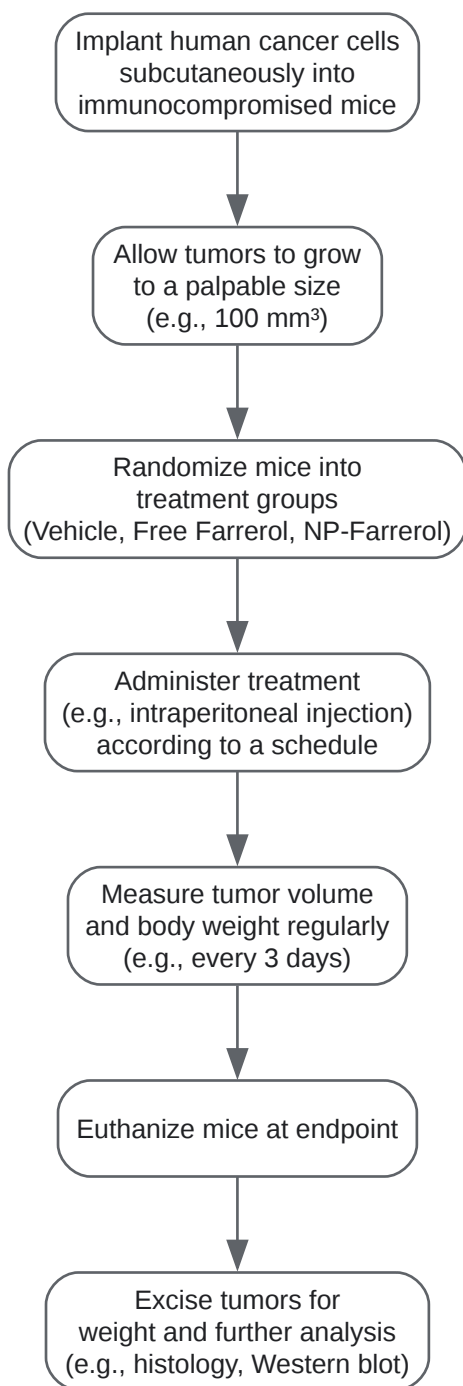 Implant human cancer cells
subcutaneously into
immunocompromised mice
Allow tumors to grow
to a palpable size
(e.g., 100 mm³)
Randomize mice into
treatment groups
(Vehicle, Free Farrerol, NP-Farrerol)
Administer treatment
(e.g., intraperitoneal injection)
according to a schedule
Measure tumor volume
and body weight regularly
(e.g., every 3 days)
Euthanize mice at endpoint
Excise tumors for
weight and further analysis
(e.g., histology, Western blot)